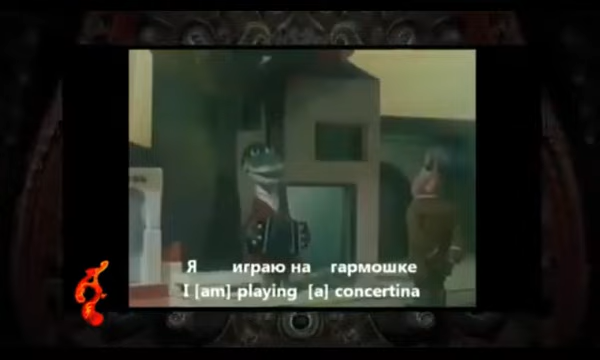 Я играю на гармошке
I [am] playing [a] concertina